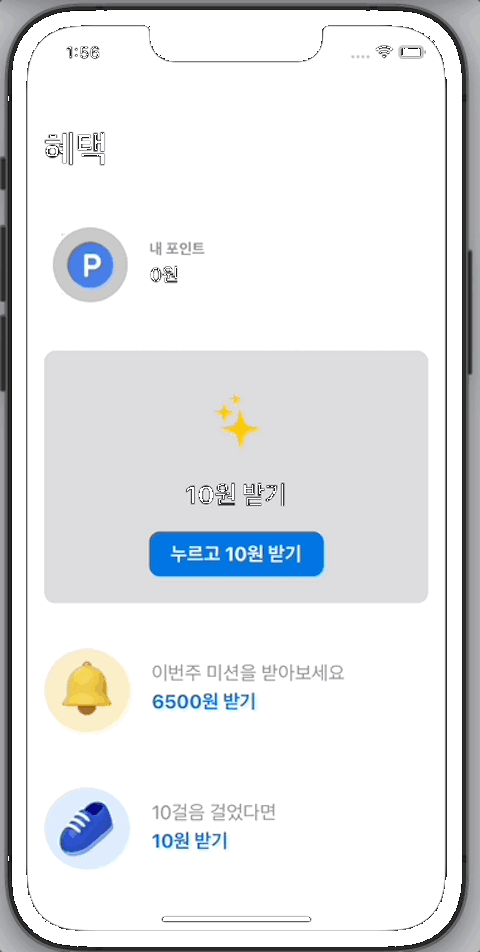 1:56
혜택
P
내 포인트
0원
10원 받기
누르고 10원 받기
이번주 미션을 받아보세요
6500원 받기
10걸음 걸었다면
10원 받기